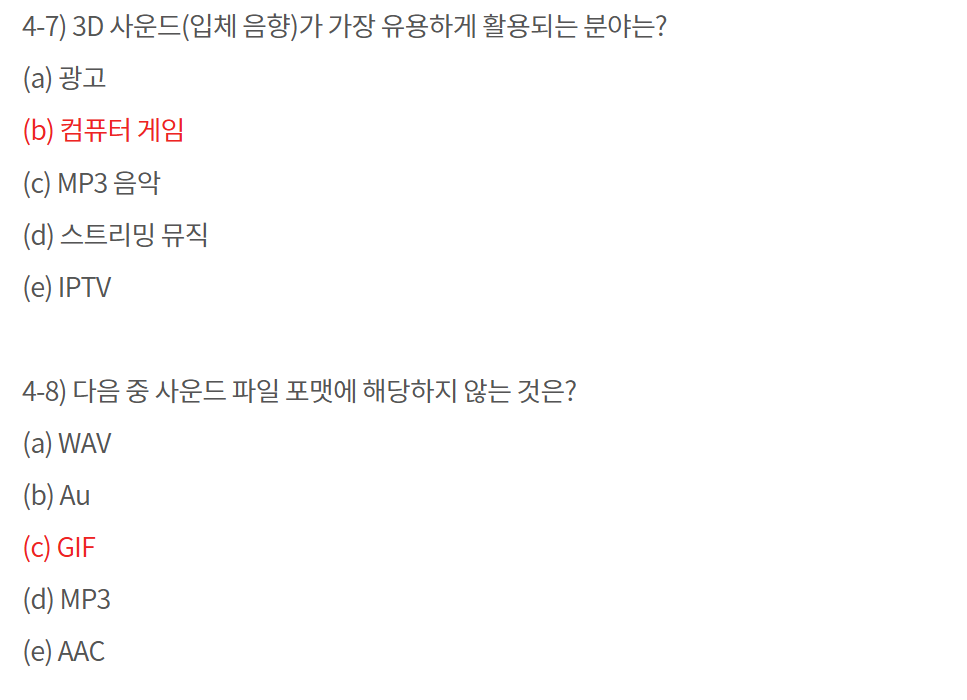 4-7) 3D 사운드(입체 음향)가 가장 유용하게 활용되는 분야는?
(a) 광고
(b) 컴퓨터 게임
(c) MP3 음악
(d) 스트리밍 뮤직
(e) IPTV
4-8) 다음 중 사운드 파일 포맷에 해당하지 않는 것은?
(a) WAV
(b) Au
(c) GIF
(d) MP3
(e) AAC